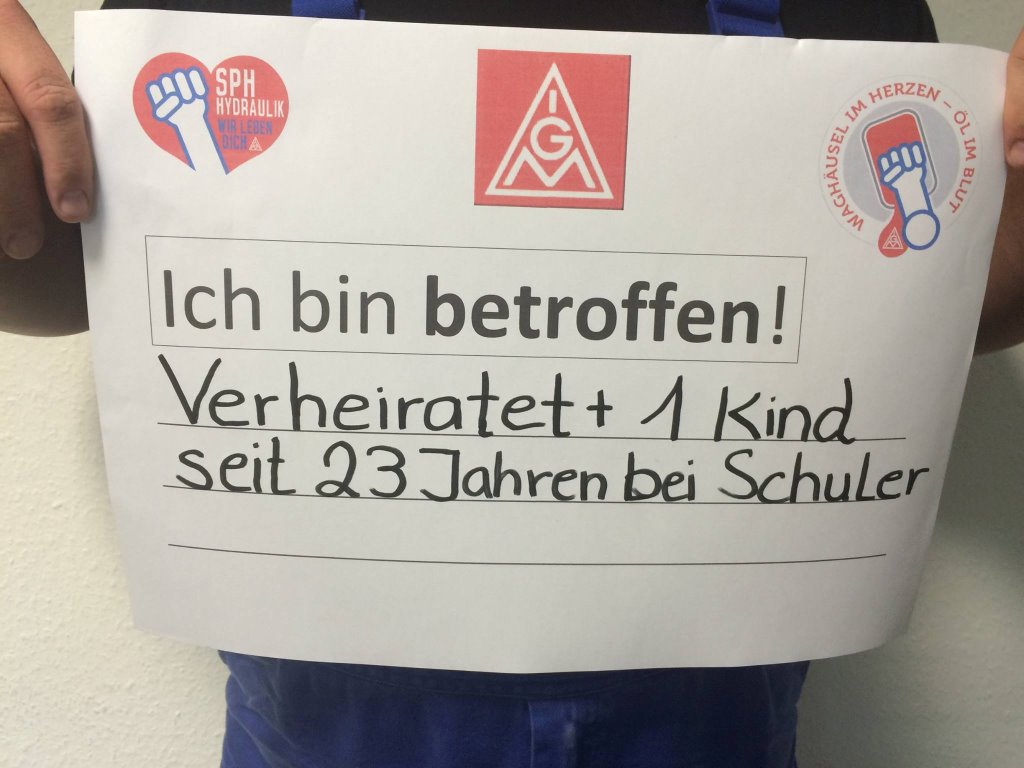 SPH
HYDRAULIK
WIR LEBEN
DICH
IGM
WAGHÄUSEL IM HERZEN – ÖL IM BLUT
Ich bin betroffen!
Verheiratet + 1 Kind
seit 23 Jahren bei Schuler